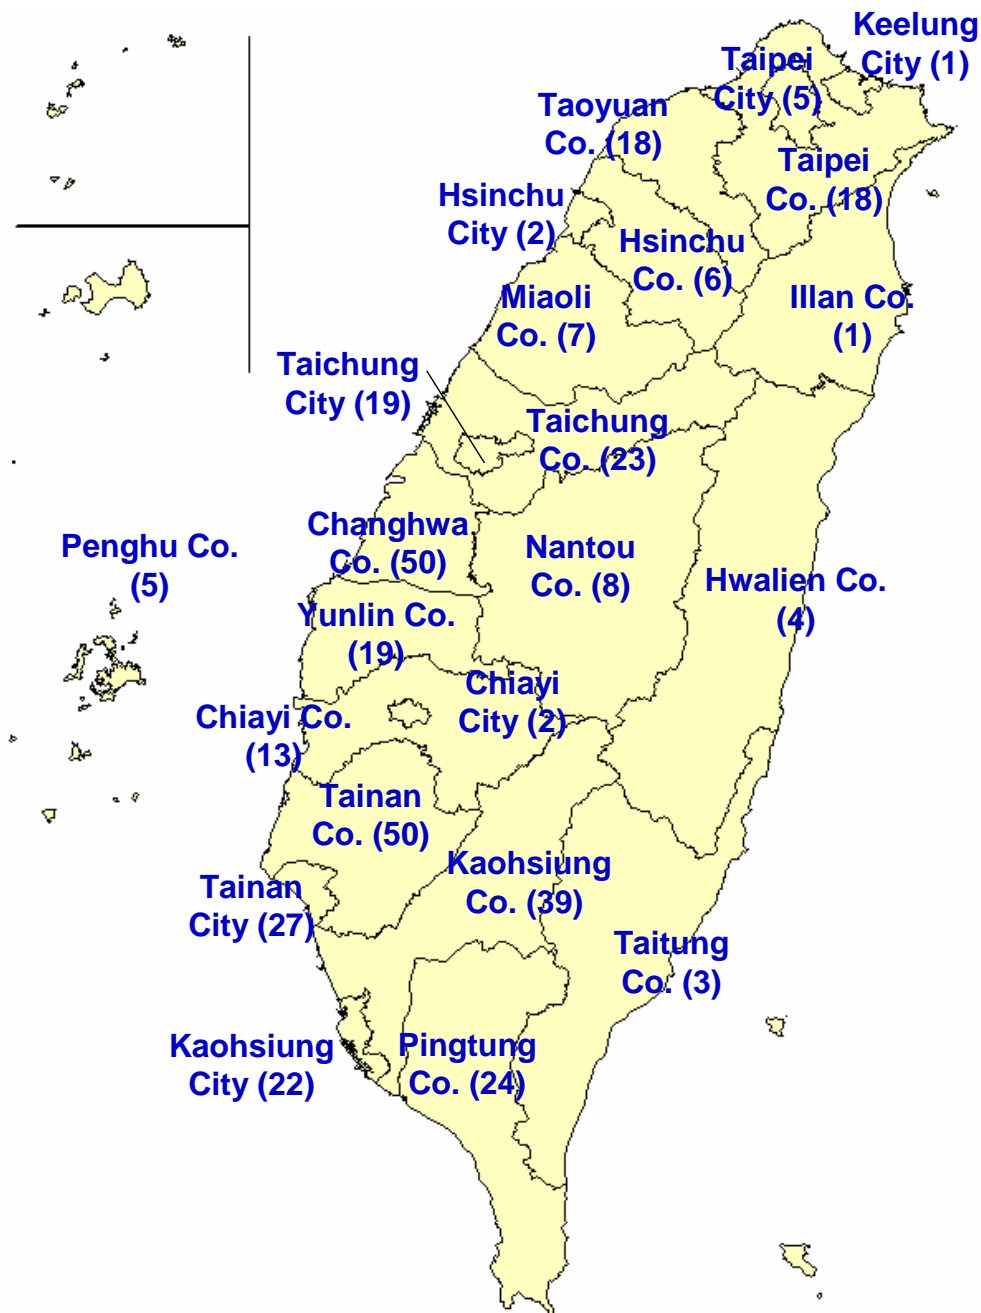 Keelung
City (1)
Taipei
City (5)
Taoyuan
Co. (18)
Taipei
Co. (18)
Hsinchu
City (2)
Hsinchu
Co. (6)
Miaoli
Co. (7)
Illan Co.
(1)
Taichung
City (19)
Taichung
Co. (23)
Changhwa
Co. (50)
Penghu Co.
(5)
Nantou
Co. (8)
Hwalien Co.
(4)
Yunlin Co.
(19)
Chiayi
City (2)
Chiayi Co.
(13)
Tainan
Co. (50)
Kaohsiung
Co. (39)
Tainan
City (27)
Taitung
Co. (3)
Kaohsiung
City (22)
Pingtung
Co. (24)